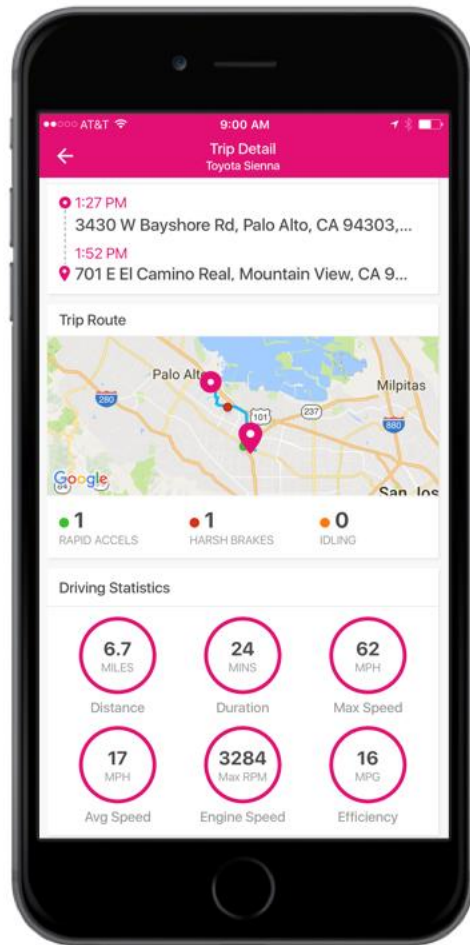 AT&T 9:00 AM
Trip Detail
Toyota Sienna
1:27 PM
3430 W Bayshore Rd, Palo Alto, CA 94303,...
1:52 PM
701 E El Camino Real, Mountain View, CA 9...
Trip Route
Palo Alto
Milpitas
280
101
237
880
Google
San Jos
1 1 0
RAPID ACCELS HARSH BRAKES IDLING
Driving Statistics
6.7 24 62
MILES MINS MPH
Distance Duration Max Speed
17 3284 16
MPH Max RPM MPG
Avg Speed Engine Speed Efficiency